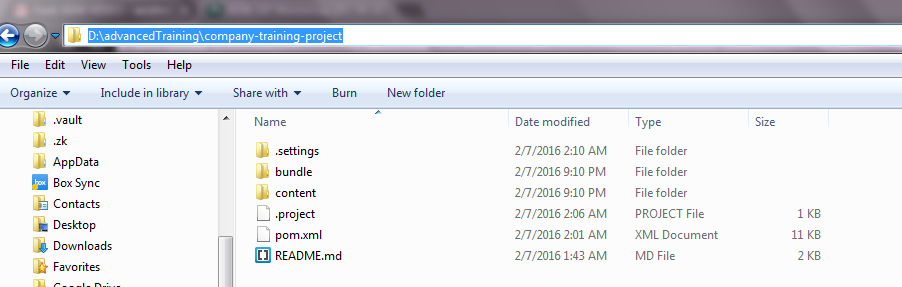 D:\advancedTraining\company-training-project
File Edit View Tools Help
Organize Include in library Share with Burn New folder
.vault
.zk
AppData
box
Box Sync
Contacts
Desktop
Downloads
Favorites
Google Drive
Name Date modified Type Size
.settings 2/7/2016 2:10 AM File folder
bundle 2/7/2016 9:10 PM File folder
content 2/7/2016 9:10 PM File folder
.project 2/7/2016 2:06 AM PROJECT File 1 KB
pom.xml 2/7/2016 2:01 AM XML Document 11 KB
README.md 2/7/2016 1:43 AM MD File 2 KB